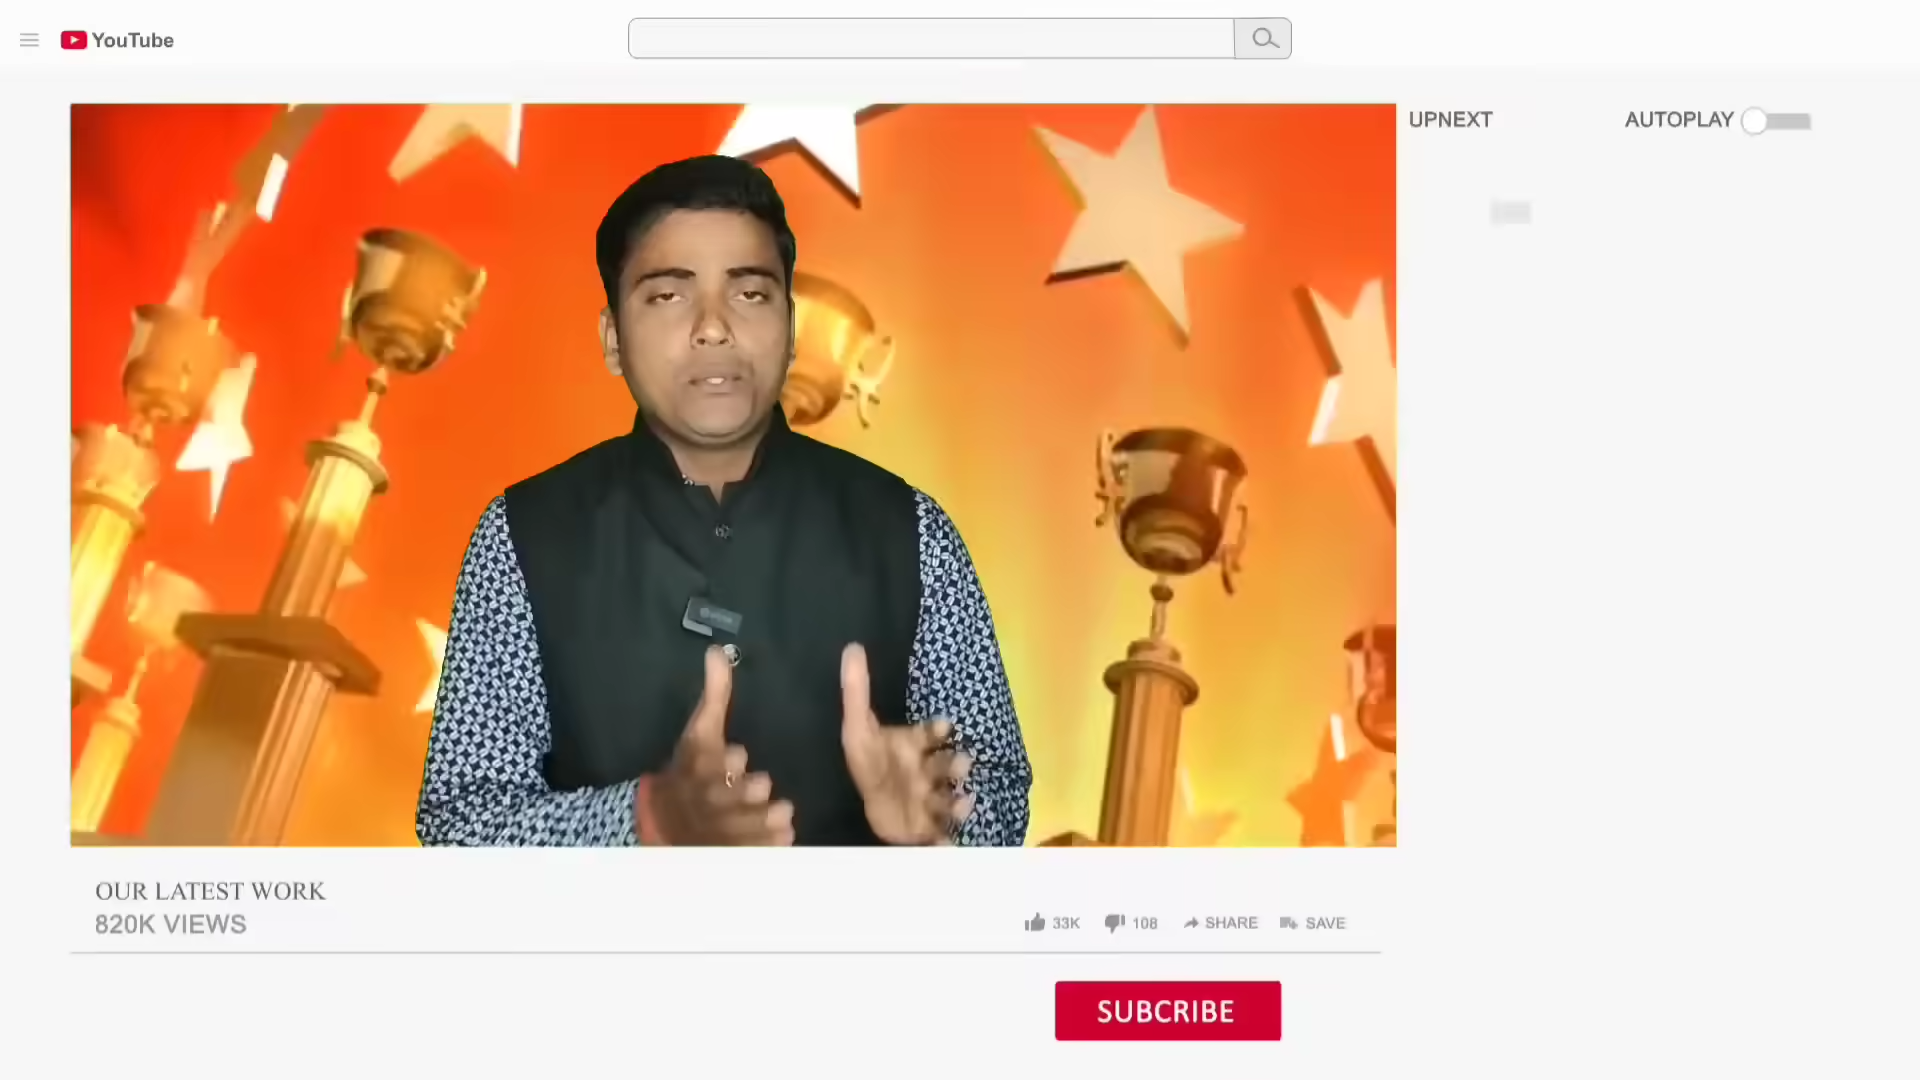 YouTube
UPNEXT
AUTOPLAY
OUR LATEST WORK
820K VIEWS
33K
108
SHARE
SAVE
SUBCRIBE